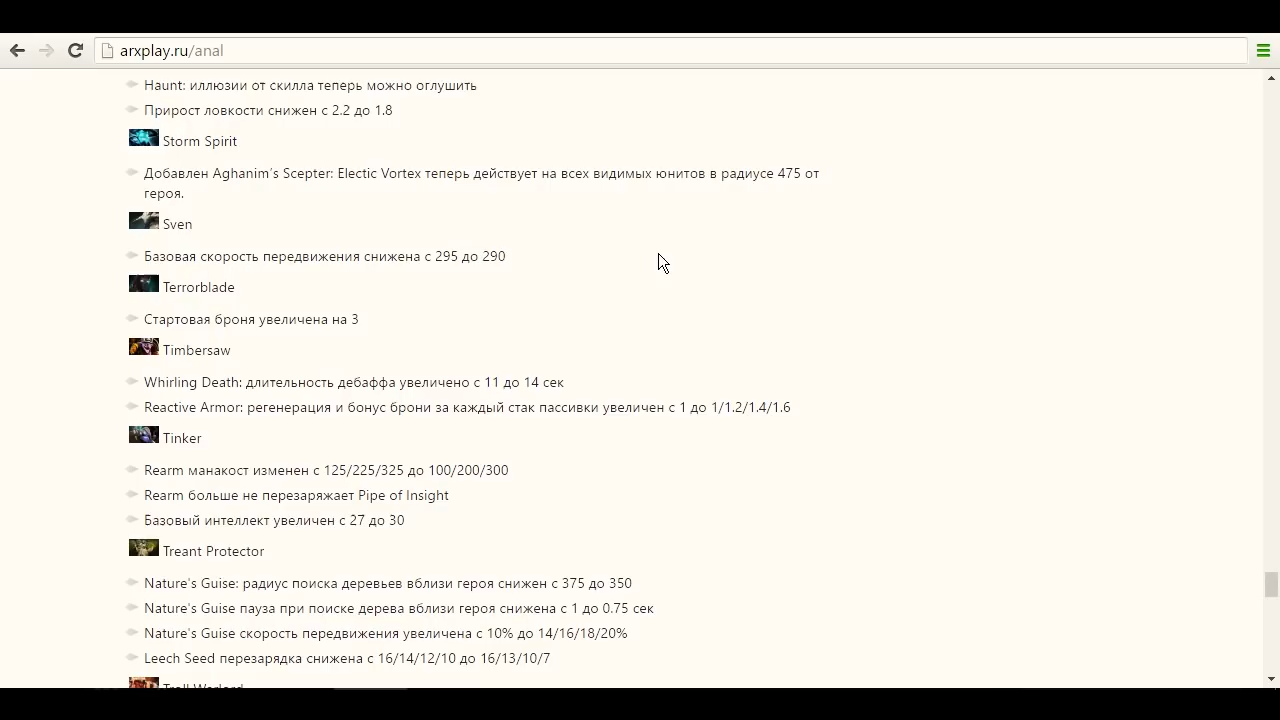 arxplay.ru/anal
Haunt: иллюзии от скилла теперь можно оглушить
Прирост ловкости снижен с 2.2 до 1.8
Storm Spirit
Добавлен Aghanim's Scepter: Electic Vortex теперь действует на всех видимых юнитов в радиусе 475 от
героя.
Sven
Базовая скорость передвижения снижена с 295 до 290
Terrorblade
Стартовая броня увеличена на 3
Timbersaw
Whirling Death: длительность дебаффа увеличено с 11 до 14 сек
Reactive Armor: регенерация и бонус брони за каждый стак пассивки увеличен с 1 до 1/1.2/1.4/1.6
Tinker
Rearm манакост изменен с 125/225/325 до 100/200/300
Rearm больше не перезаряжает Pipe of Insight
Базовый интеллект увеличен с 27 до 30
Treant Protector
Nature's Guise: радиус поиска деревьев вблизи героя снижен с 375 до 350
Nature's Guise пауза при поиске дерева вблизи героя снижена с 1 до 0.75 сек
Nature's Guise скорость передвижения увеличена с 10% до 14/16/18/20%
Leech Seed перезарядка снижена с 16/14/12/10 до 16/13/10/7
Troll Warlord